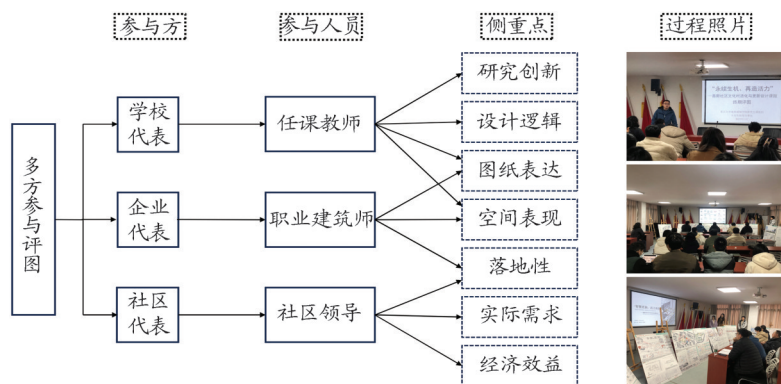 参与方
参与人员
侧重点
过程照片
多方参与评图
学校
代表
企业
代表
社区
代表
任课教师
职业建筑师
社区领导
研究创新
设计逻辑
图纸表达
空间表现
落地性
实际需求
经济效益